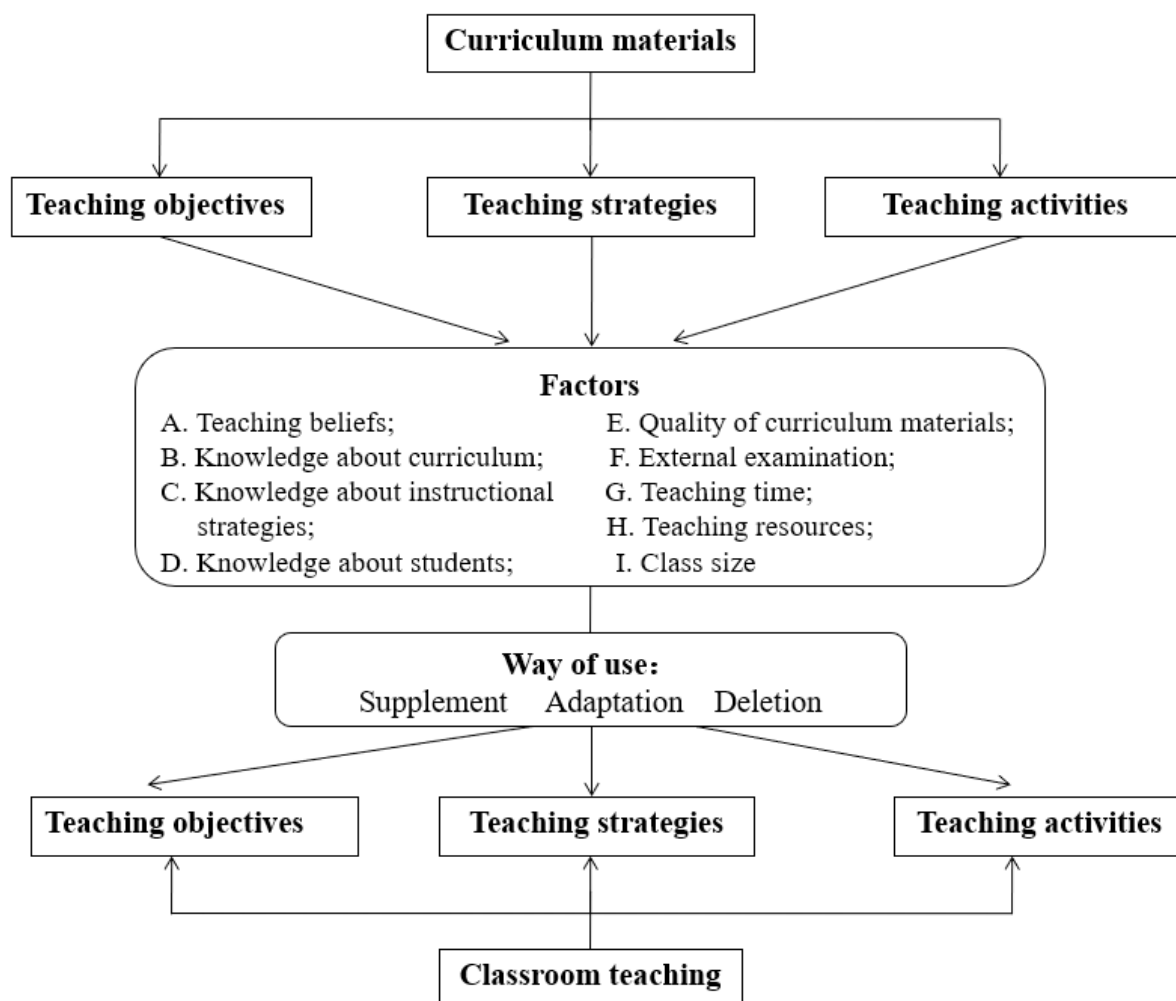 Curriculum materials
Teaching objectives
Teaching strategies
Teaching activities
Factors
A. Teaching beliefs;
B. Knowledge about curriculum;
C. Knowledge about instructional
strategies;
D. Knowledge about students;
E. Quality of curriculum materials;
F. External examination;
G. Teaching time;
H. Teaching resources;
I. Class size
Way of use：
Supplement Adaptation Deletion
Teaching objectives
Teaching strategies
Teaching activities
Classroom teaching